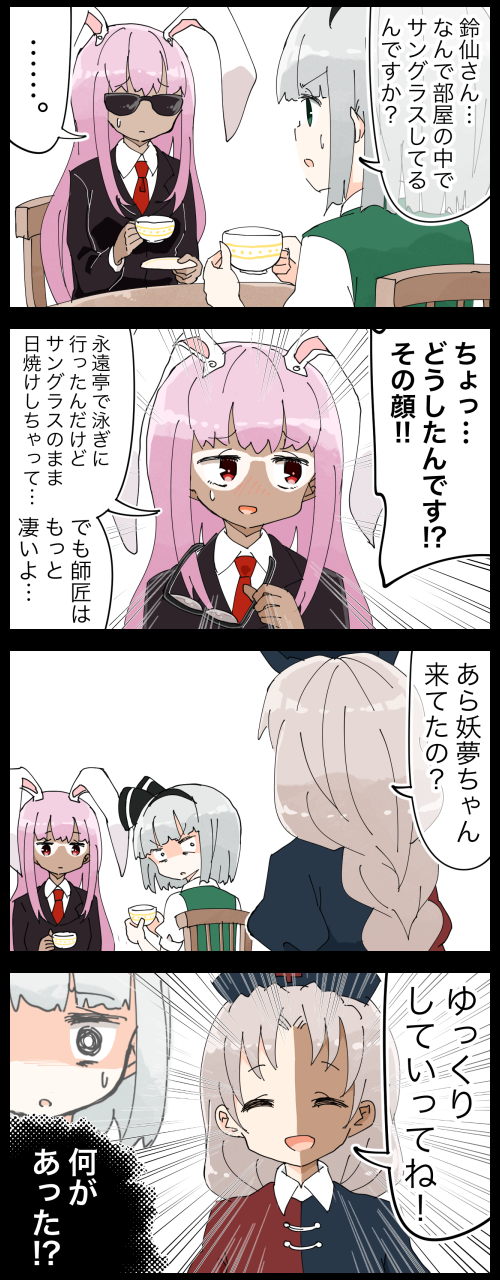 鈴仙さん…
なんで部屋の中で
サングラスしてる
んですか？
……。
ちょっ…
どうしたんです!?
その顔!!
永遠亭で泳ぎに
行ったんだけど
サングラスのまま
日焼けしちゃって…
でも師匠は
もっと
凄いよ…
あら妖夢ちゃん
来てたの？
ゆっくり
していってね！
何が
あった!?